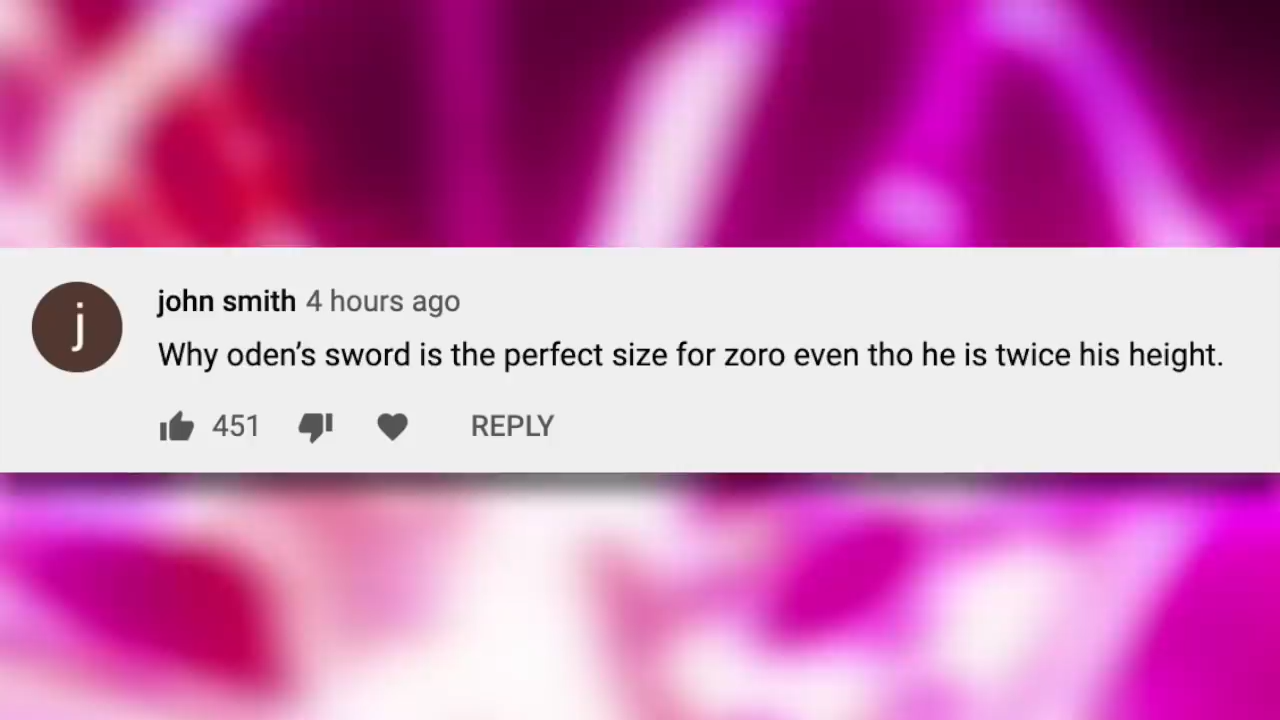 j
john smith 4 hours ago
Why oden’s sword is the perfect size for zoro even tho he is twice his height.
451 REPLY